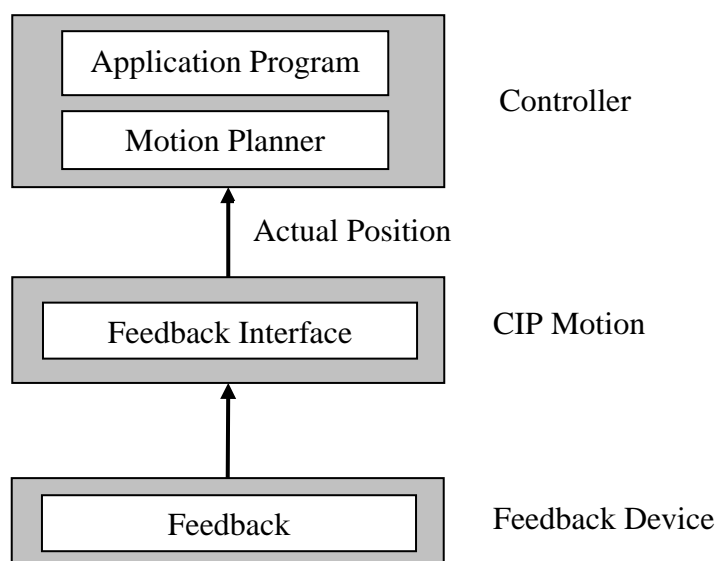 Application Program
Controller
Motion Planner
Actual Position
Feedback Interface
CIP Motion
Feedback
Feedback Device